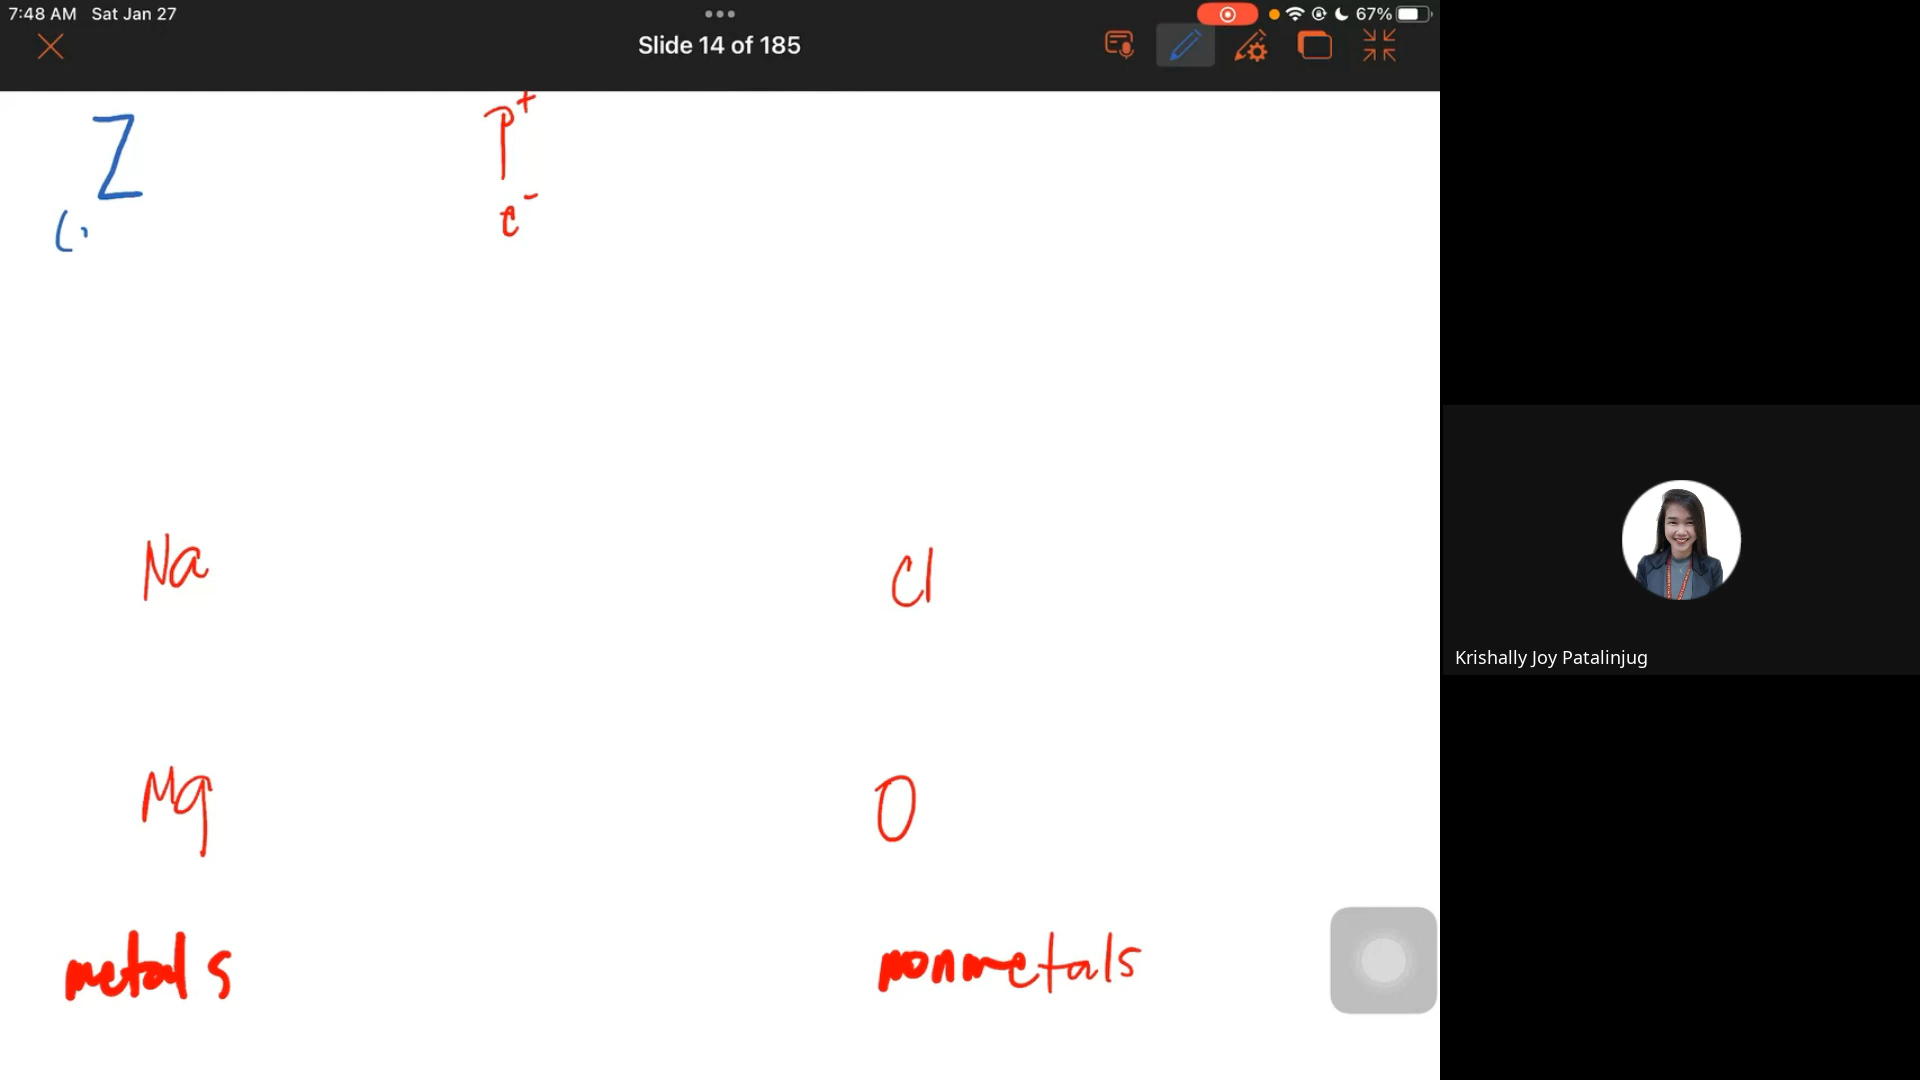 7:48 AM Sat Jan 27
67%
Slide 14 of 185
Z
p+
e-
Na
Cl
Mg
O
metals
nonmetals
Krishally Joy Patalinjug